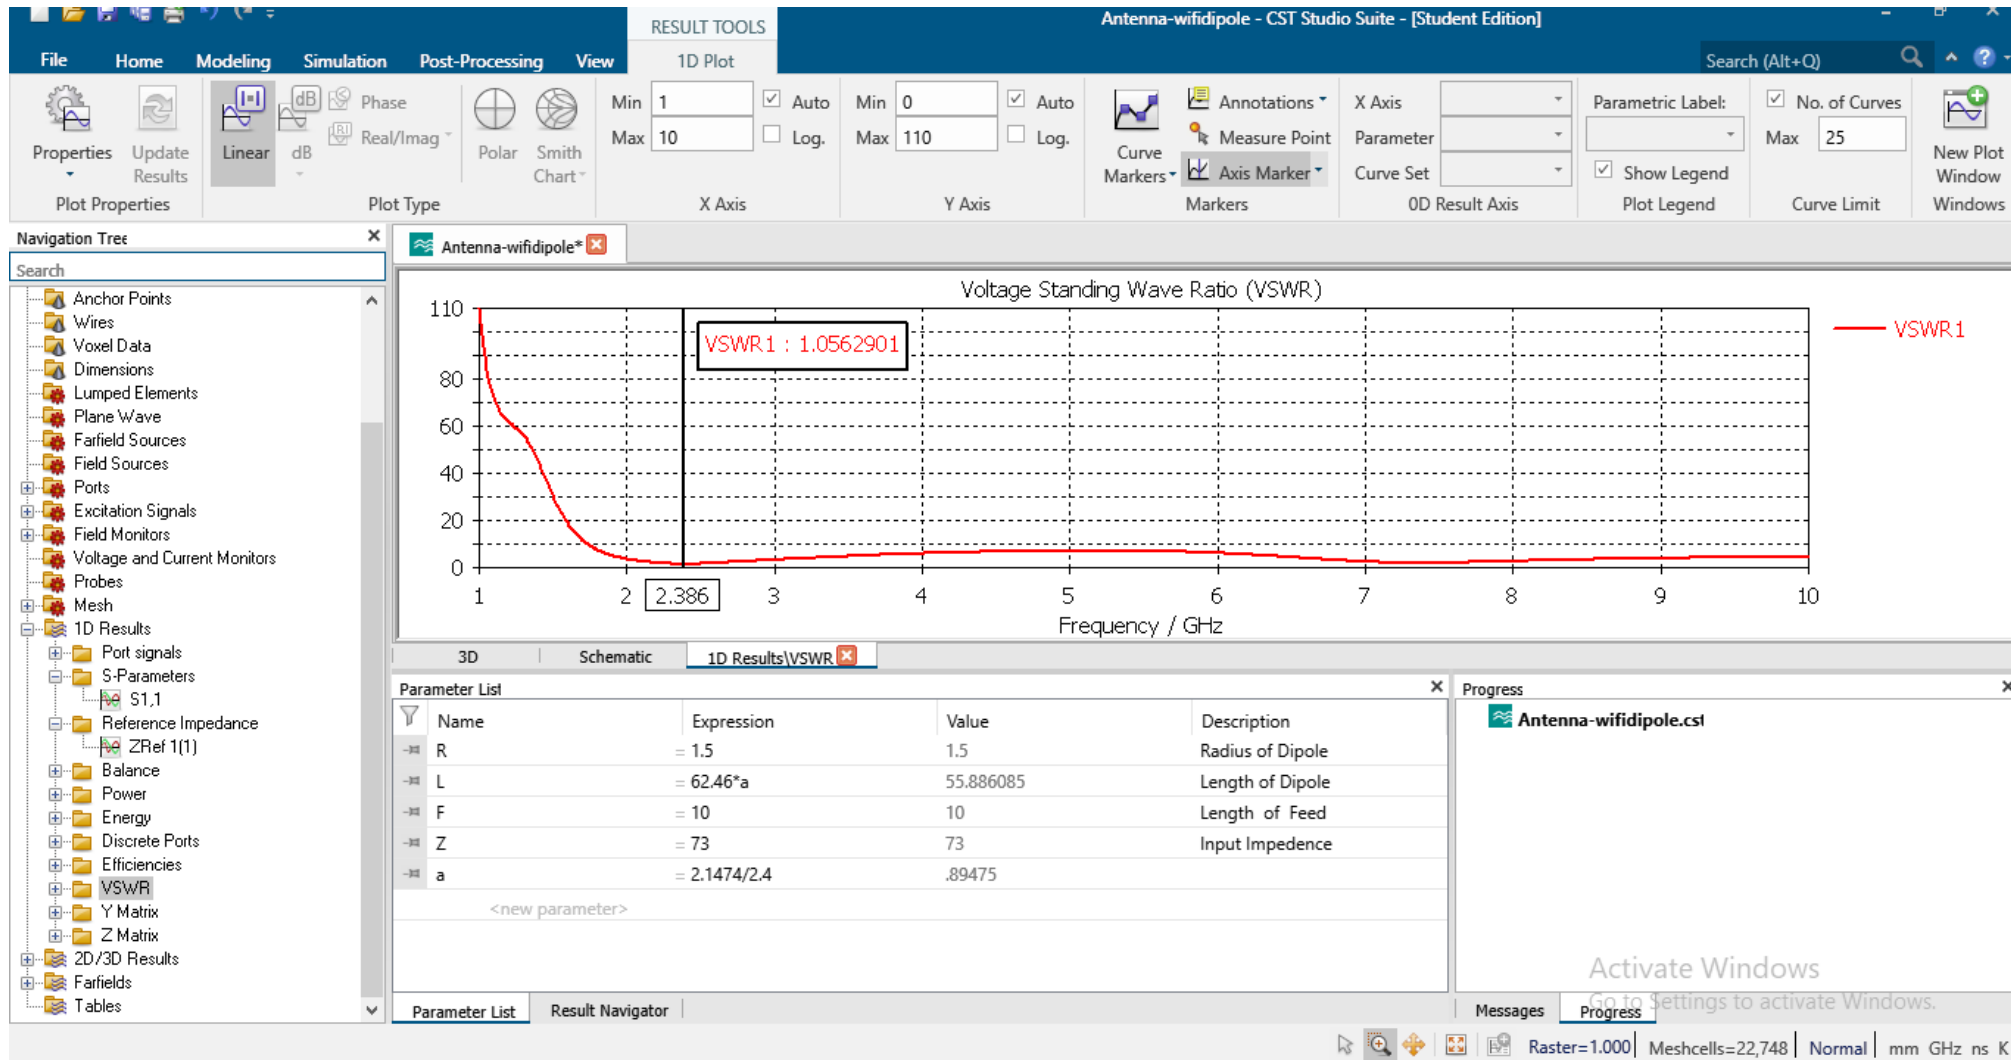 RESULT TOOLS
Antenna-wifidipole - CST Studio Suite - [Student Edition]
File Home Modeling Simulation Post-Processing View 1D Plot Search (Alt+Q)
Properties
Update Results
Linear
dB
Phase
Real/Imag
Polar
Smith Chart
Min 1 Auto
Max 10 Log.
Min 0 Auto
Max 110 Log.
Curve Markers
Annotations
Measure Point
Axis Marker
X Axis
Parameter
Curve Set
Parametric Label:
Show Legend
No. of Curves
Max 25
New Plot Window
Plot Properties Plot Type X Axis Y Axis Markers 0D Result Axis Plot Legend Curve Limit Windows
Navigation Tree
Search
Anchor Points
Wires
Voxel Data
Dimensions
Lumped Elements
Plane Wave
Farfield Sources
Field Sources
Ports
Excitation Signals
Field Monitors
Voltage and Current Monitors
Probes
Mesh
1D Results
Port signals
S-Parameters
S1,1
Reference Impedance
ZRef 1(1)
Balance
Power
Energy
Discrete Ports
Efficiencies
VSWR
Y Matrix
Z Matrix
2D/3D Results
Farfields
Tables
Antenna-wifidipole*
Voltage Standing Wave Ratio (VSWR)
110
80
60
40
20
0
VSWR1 : 1.0562901
VSWR1
1 2 2.386 3 4 5 6 7 8 9 10
Frequency / GHz
3D Schematic 1D Results\VSWR
Parameter List
Name Expression Value Description
R = 1.5 1.5 Radius of Dipole
L = 62.46*a 55.886085 Length of Dipole
F = 10 10 Length of Feed
Z = 73 73 Input Impedence
a = 2.1474/2.4 .89475
<new parameter>
Parameter List Result Navigator
Progress
Antenna-wifidipole.cst
Activate Windows
Go to Settings to activate Windows.
Messages Progress
Raster=1.000 Meshcells=22,748 Normal mm GHz ns K